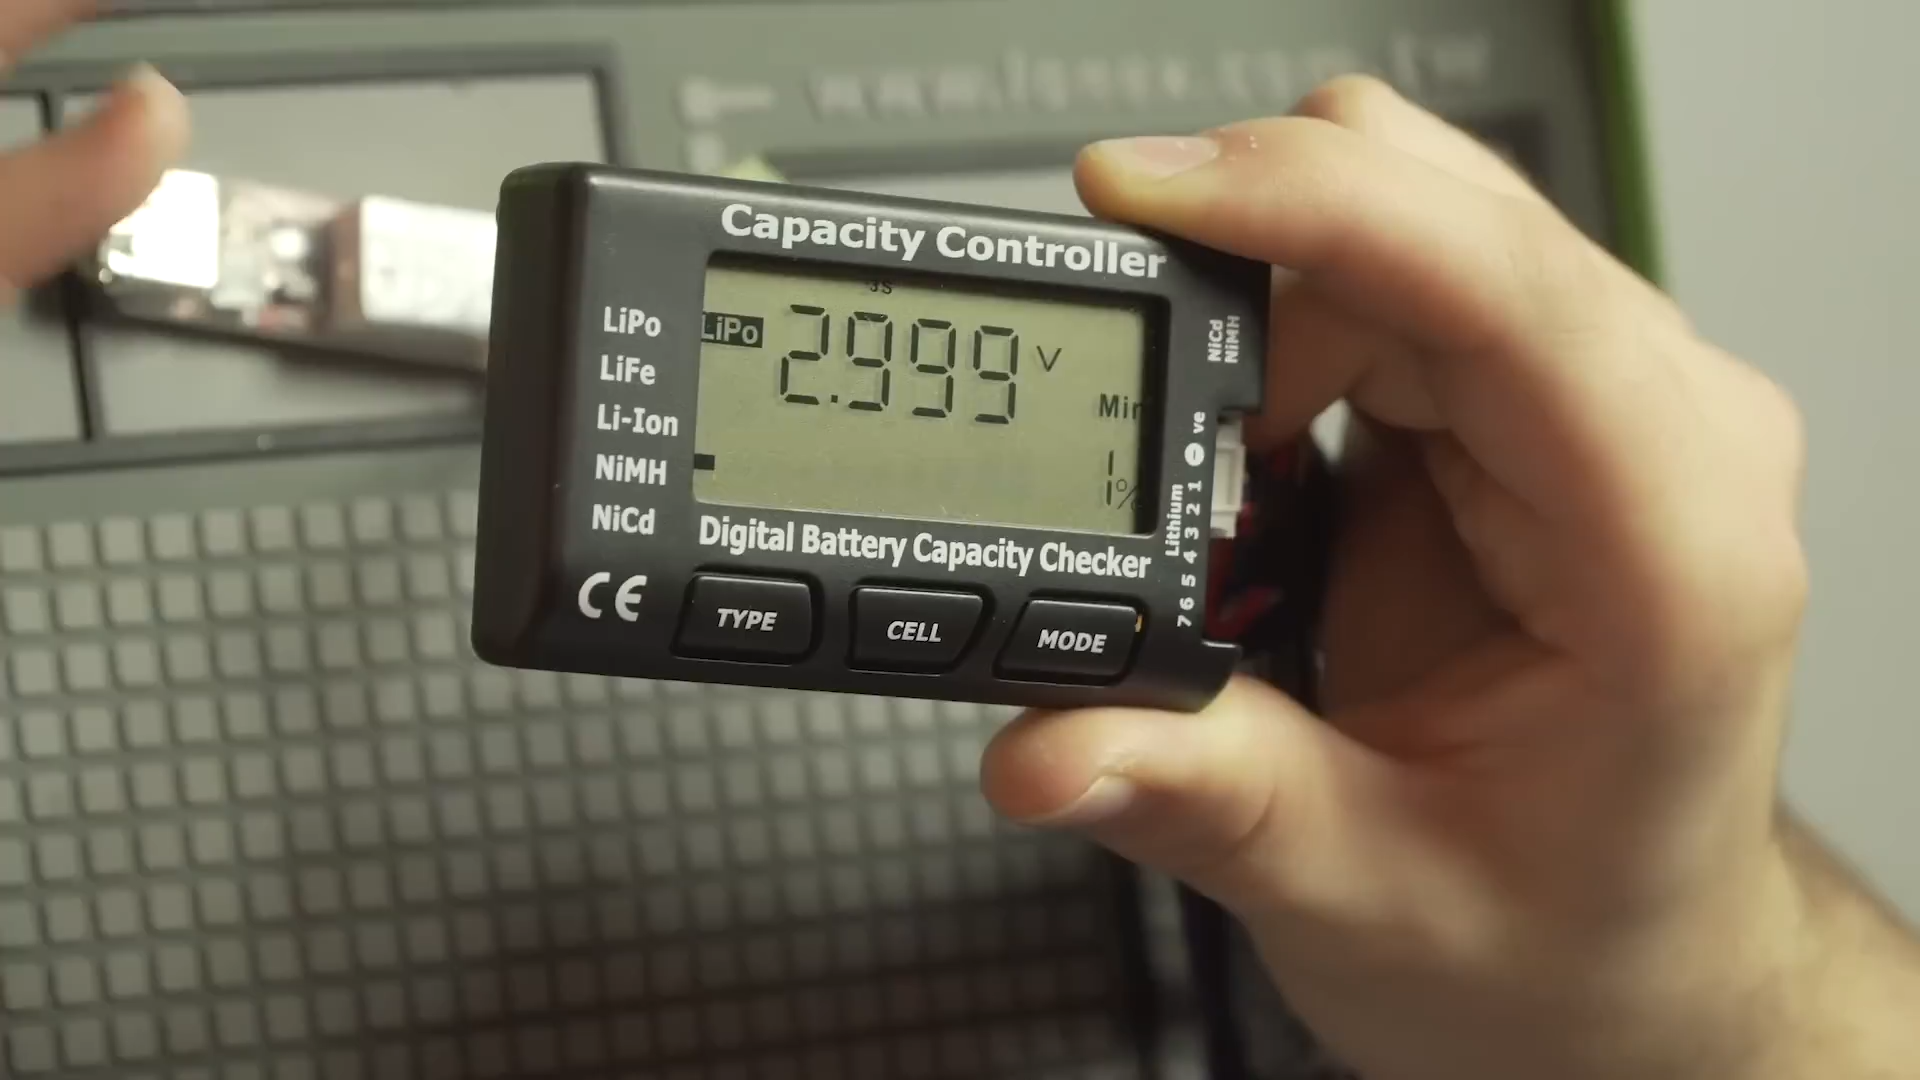 Capacity Controller
3S
LiPo 2.999 V
Min
1%
LiPo
LiFe
Li-Ion
NiMH
NiCd
Digital Battery Capacity Checker
CE
TYPE
CELL
MODE
NiCd
NiMH
Lithium
7 6 5 4 3 2 1 ⊖ ve